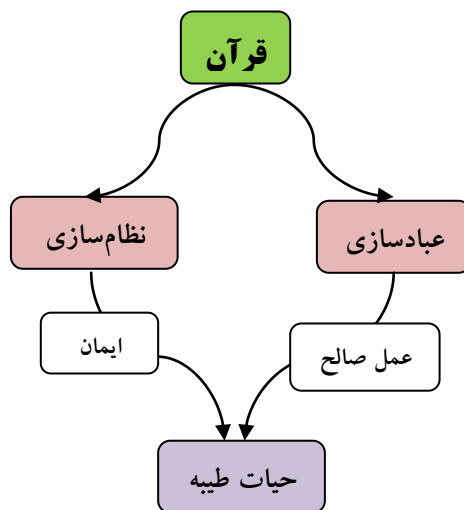 قرآن
عبادسازی
نظام‌سازی
عمل صالح
ایمان
حیات طیبه